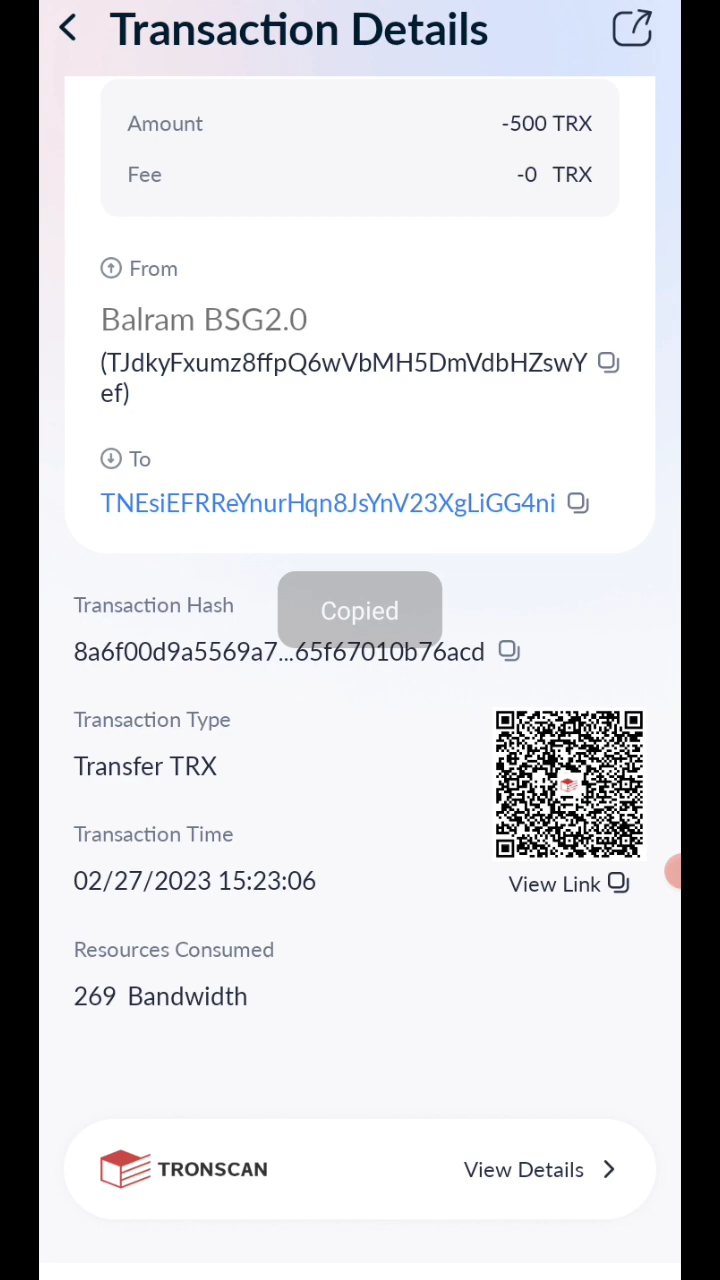 Transaction Details
Amount -500 TRX
Fee -0 TRX
From
Balram BSG2.0
(TJdkyFxumz8ffpQ6wVbMH5DmVdbHZswY
ef)
To
TNEsiEFRReYnurHqn8JsYnV23XgLiGG4ni
Copied
Transaction Hash
8a6f00d9a5569a7...65f67010b76acd
Transaction Type
Transfer TRX
Transaction Time
02/27/2023 15:23:06
View Link
Resources Consumed
269 Bandwidth
TRONSCAN View Details